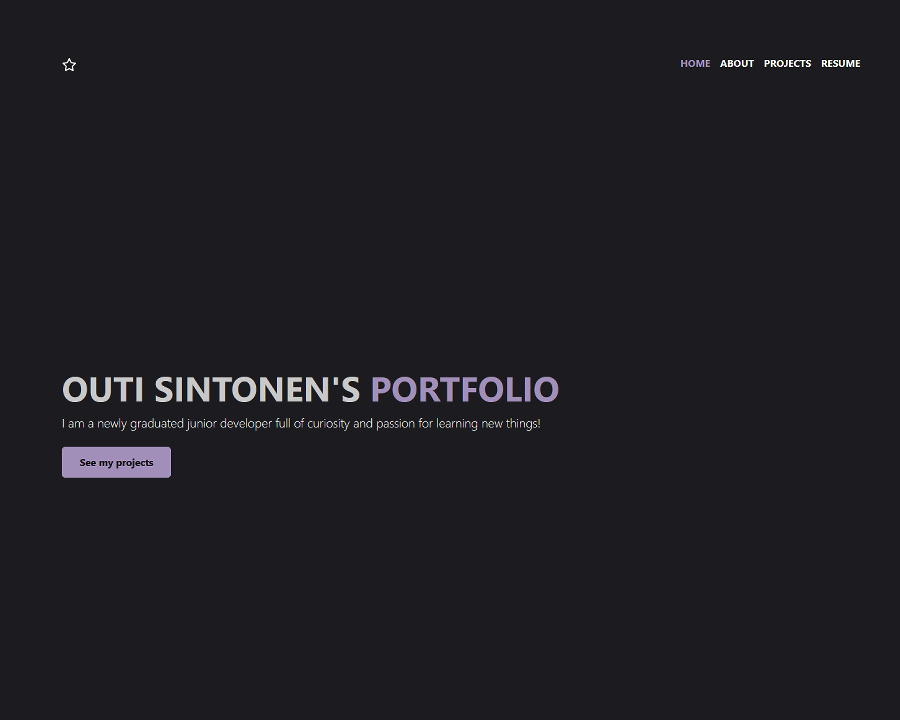 HOME ABOUT PROJECTS RESUME
OUTI SINTONEN'S PORTFOLIO
I am a newly graduated junior developer full of curiosity and passion for learning new things!
See my projects